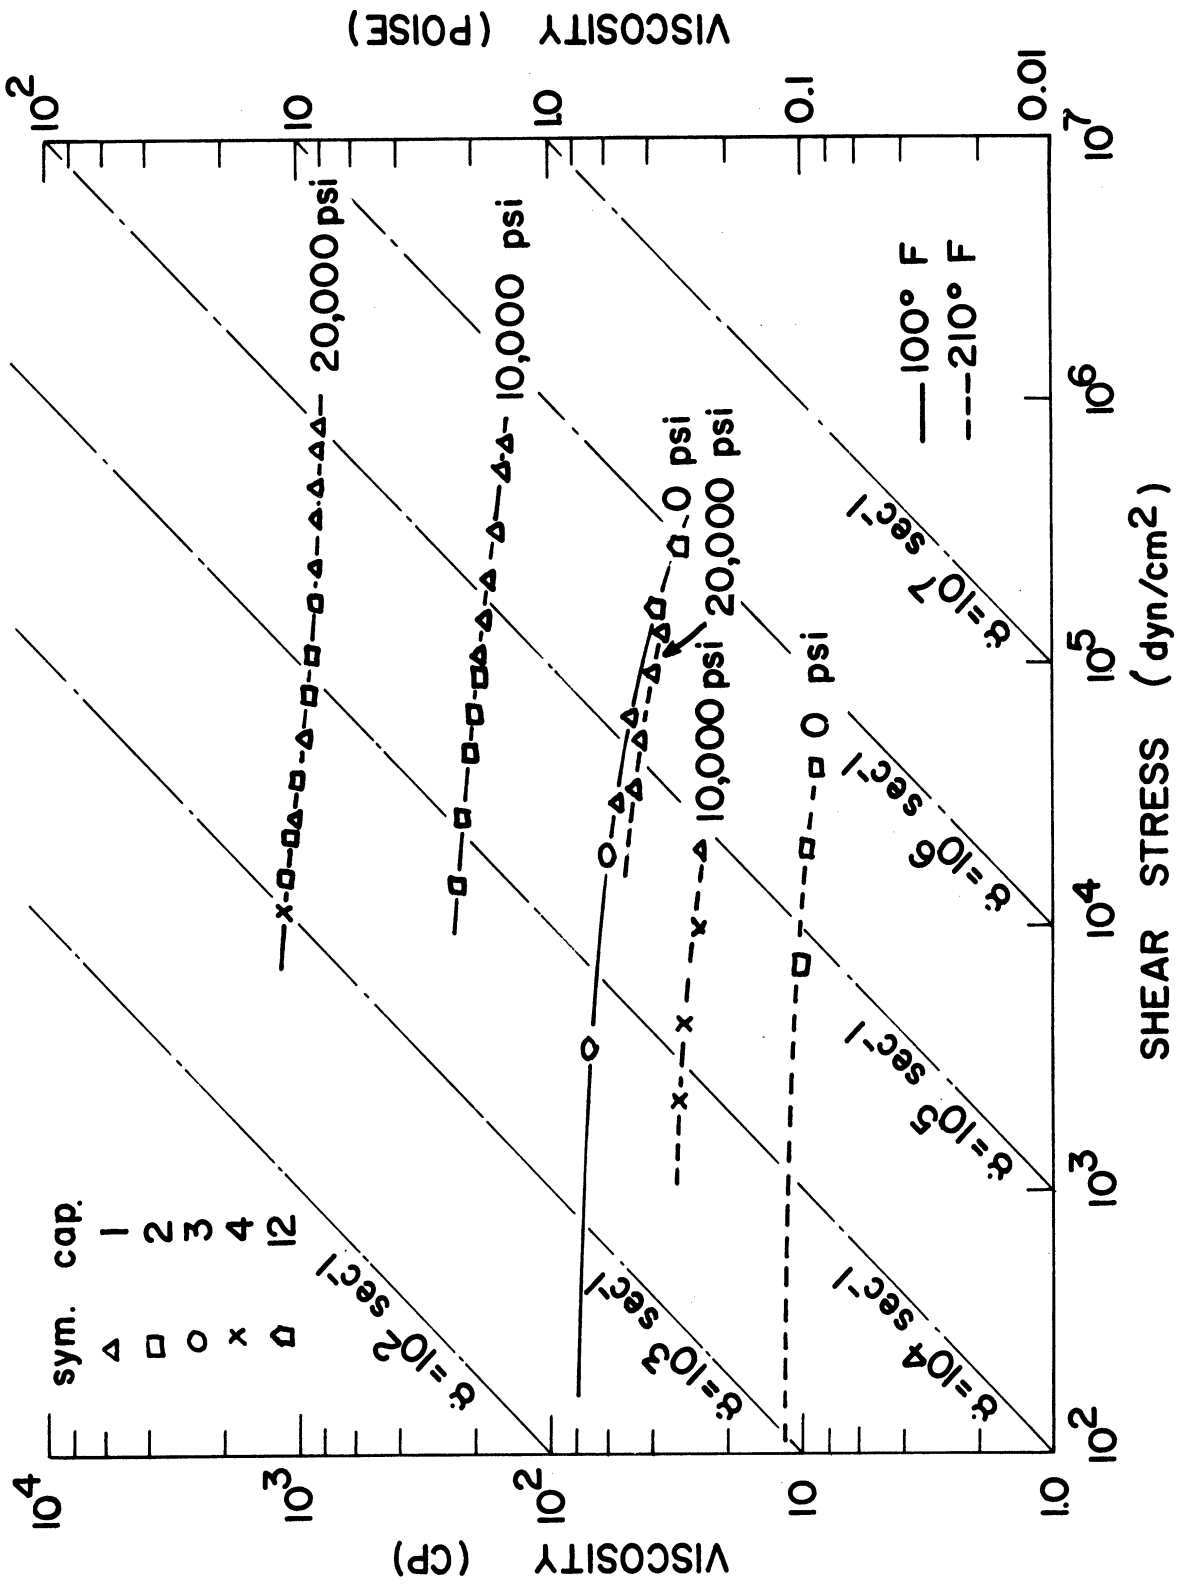 VISCOSITY (CP)
10⁴
10³
10²
10
1.0
sym. cap.
△ 1
□ 2
○ 3
x 4
⬠ 12
γ̇=10² sec⁻¹
γ̇=10³ sec⁻¹
γ̇=10⁴ sec⁻¹
γ̇=10⁵ sec⁻¹
γ̇=10⁶ sec⁻¹
γ̇=10⁷ sec⁻¹
20,000 psi
10,000 psi
0 psi
20,000 psi
10,000 psi
0 psi
— 100° F
--- 210° F
10²
10³
10⁴
10⁵
10⁶
10⁷
SHEAR STRESS (dyn/cm²)
10²
10
1.0
0.1
0.01
VISCOSITY (POISE)